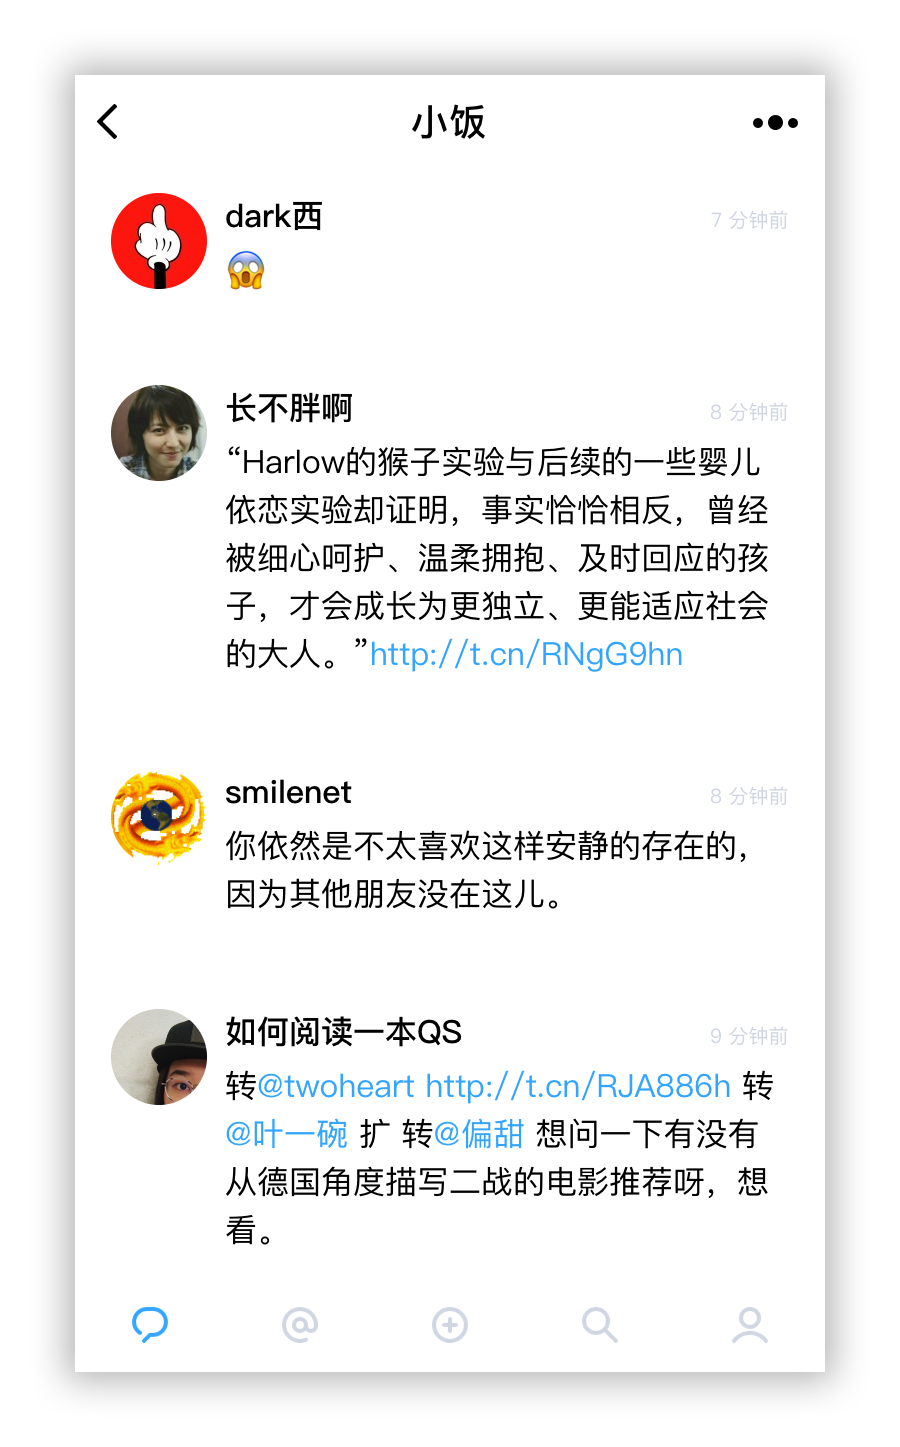 小饭
dark西
7 分钟前
😱
长不胖啊
8 分钟前
“Harlow的猴子实验与后续的一些婴儿
依恋实验却证明，事实恰恰相反，曾经
被细心呵护、温柔拥抱、及时回应的孩
子，才会成长为更独立、更能适应社会
的大人。”http://t.cn/RNgG9hn
smilenet
8 分钟前
你依然是不太喜欢这样安静的存在的，
因为其他朋友没在这儿。
如何阅读一本QS
9 分钟前
转@twoheart http://t.cn/RJA886h 转
@叶一碗 扩 转@偏甜 想问一下有没有
从德国角度描写二战的电影推荐呀，想
看。